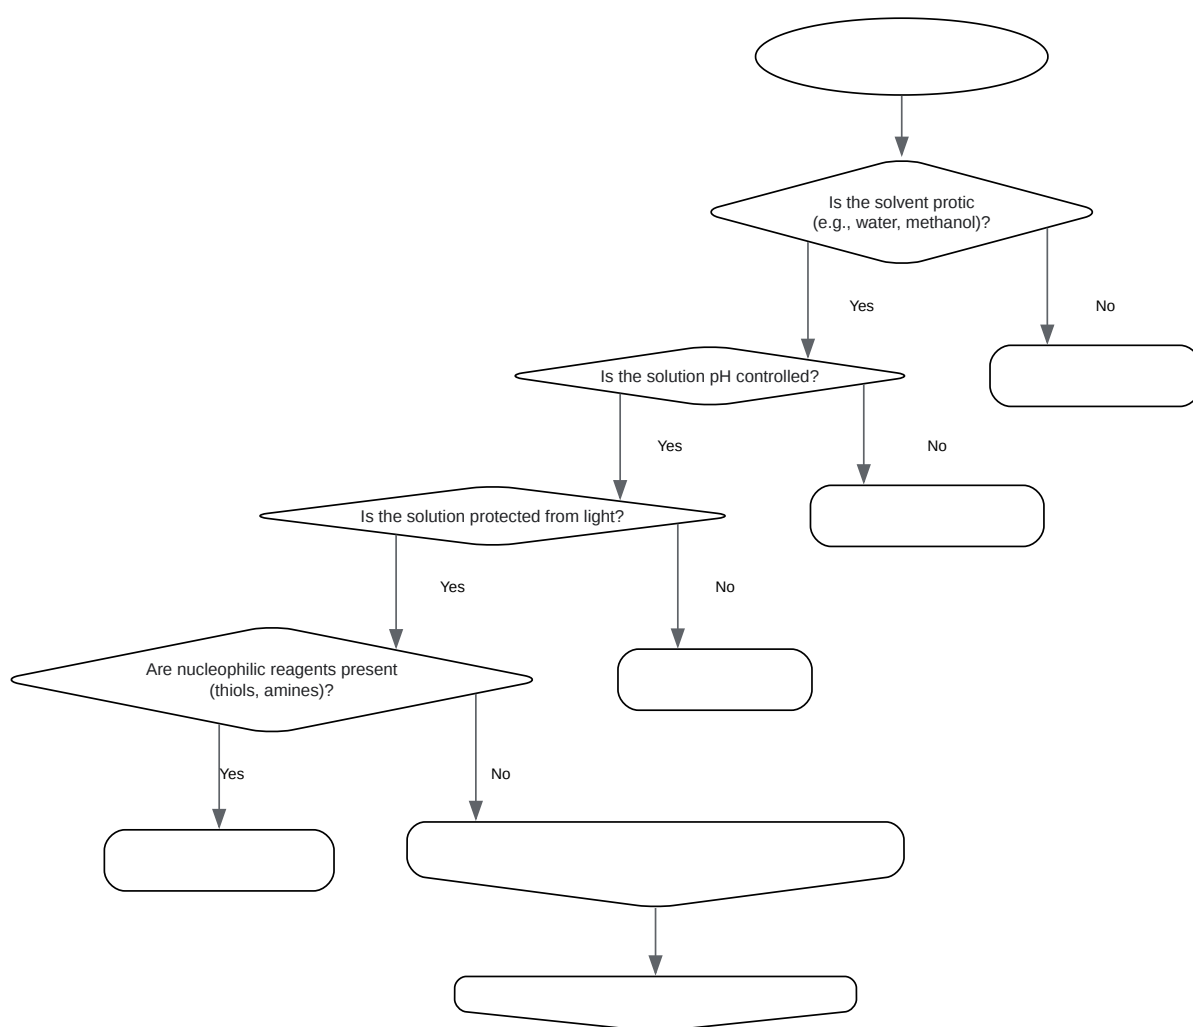 Is the solvent protic
(e.g., water, methanol)?
Yes
No
Is the solution pH controlled?
Yes
No
Is the solution protected from light?
Yes
No
Are nucleophilic reagents present
(thiols, amines)?
Yes
No